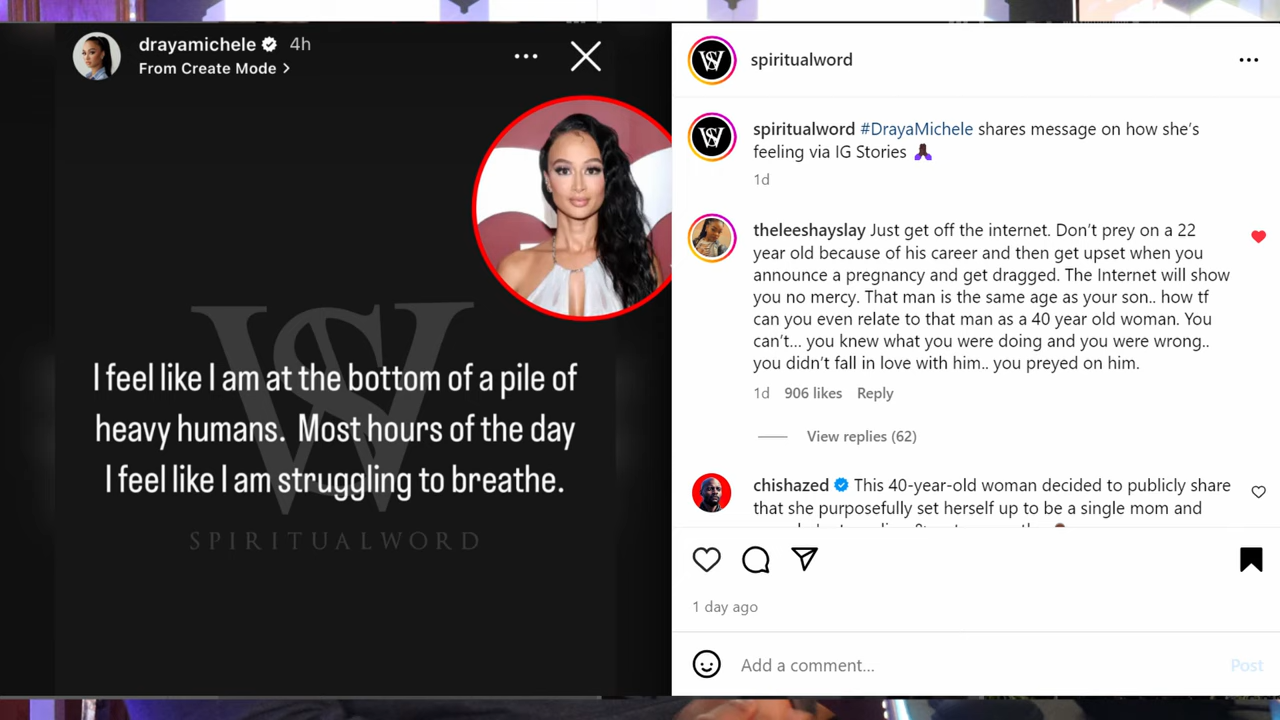 drayamichele 4h
From Create Mode >
I feel like I am at the bottom of a pile of
heavy humans. Most hours of the day
I feel like I am struggling to breathe.
SPIRITUALWORD
spiritualword
spiritualword #DrayaMichele shares message on how she's
feeling via IG Stories
1d
theleeshayslay Just get off the internet. Don't prey on a 22
year old because of his career and then get upset when you
announce a pregnancy and get dragged. The Internet will show
you no mercy. That man is the same age as your son.. how tf
can you even relate to that man as a 40 year old woman. You
can't... you knew what you were doing and you were wrong..
you didn't fall in love with him.. you preyed on him.
1d 906 likes Reply
View replies (62)
chishazed This 40-year-old woman decided to publicly share
that she purposefully set herself up to be a single mom and
1 day ago
Add a comment...
Post